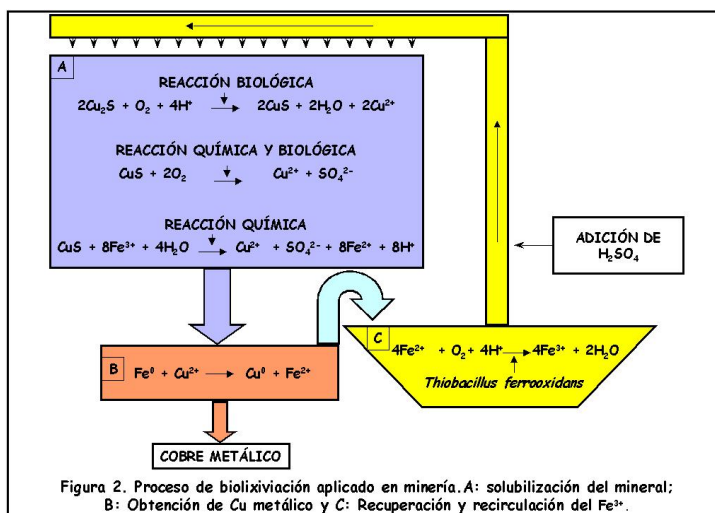 A
REACCIÓN BIOLÓGICA
2Cu₂S + O₂ + 4H⁺ → 2CuS + 2H₂O + 2Cu²⁺
REACCIÓN QUÍMICA Y BIOLÓGICA
CuS + 2O₂ → Cu²⁺ + SO₄²⁻
REACCIÓN QUÍMICA
CuS + 8Fe³⁺ + 4H₂O → Cu²⁺ + SO₄²⁻ + 8Fe²⁺ + 8H⁺
ADICIÓN DE
H₂SO₄
C
4Fe²⁺ + O₂ + 4H⁺ → 4Fe³⁺ + 2H₂O
Thiobacillus ferrooxidans
B
Fe⁰ + Cu²⁺ → Cu⁰ + Fe²⁺
COBRE METÁLICO
Figura 2. Proceso de biolixiviación aplicado en minería. A: solubilización del mineral;
B: Obtención de Cu metálico y C: Recuperación y recirculación del Fe³⁺.